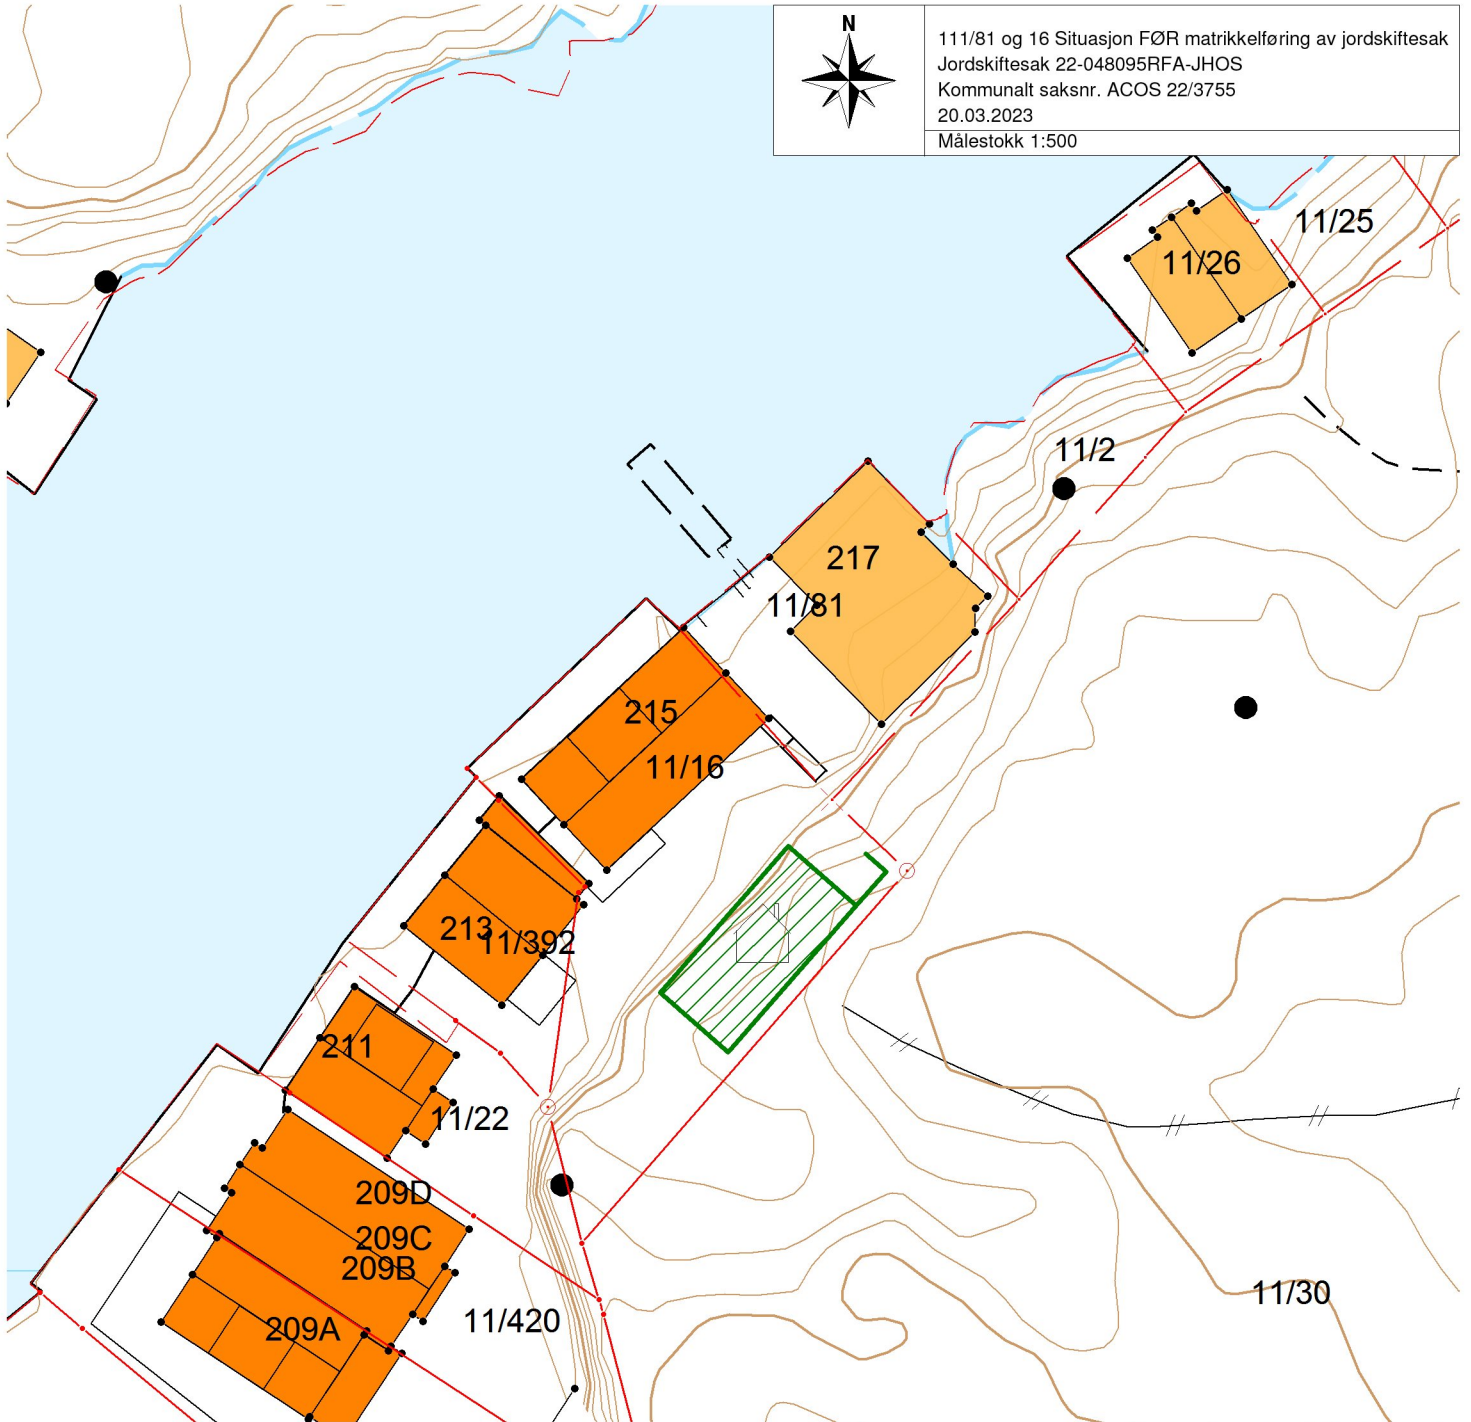 N
111/81 og 16 Situasjon FØR matrikkelføring av jordskiftesak
Jordskiftesak 22-048095RFA-JHOS
Kommunalt saksnr. ACOS 22/3755
20.03.2023
Målestokk 1:500
11/25
11/26
11/2
217
11/81
215
11/16
213
11/392
211
11/22
209D
209C
209B
11/30
11/420
209A